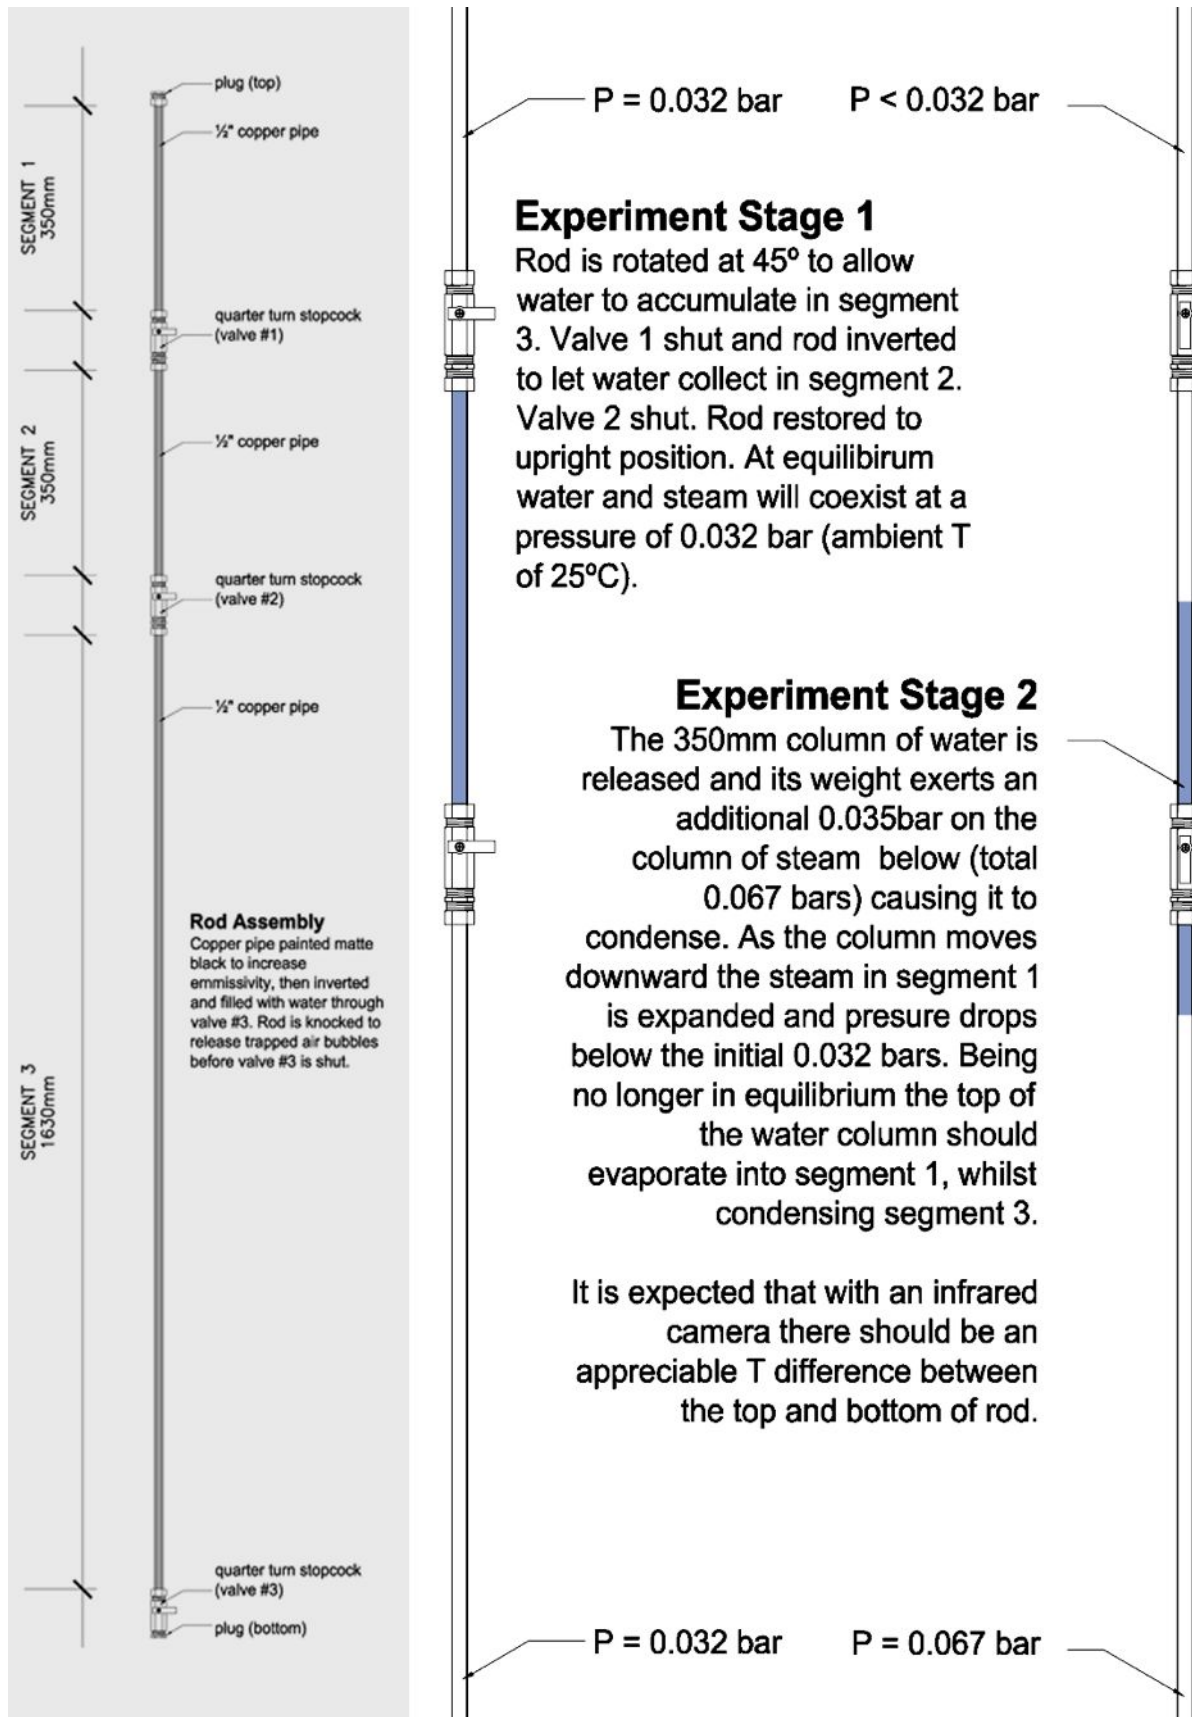 plug (top)
½" copper pipe
SEGMENT 1
350mm
quarter turn stopcock
(valve #1)
SEGMENT 2
350mm
½" copper pipe
quarter turn stopcock
(valve #2)
½" copper pipe
Rod Assembly
Copper pipe painted matte
black to increase
emmissivity, then inverted
and filled with water through
valve #3. Rod is knocked to
release trapped air bubbles
before valve #3 is shut.
SEGMENT 3
1630mm
quarter turn stopcock
(valve #3)
plug (bottom)
P = 0.032 bar
P < 0.032 bar
Experiment Stage 1
Rod is rotated at 45º to allow
water to accumulate in segment
3. Valve 1 shut and rod inverted
to let water collect in segment 2.
Valve 2 shut. Rod restored to
upright position. At equilibirum
water and steam will coexist at a
pressure of 0.032 bar (ambient T
of 25ºC).
Experiment Stage 2
The 350mm column of water is
released and its weight exerts an
additional 0.035bar on the
column of steam below (total
0.067 bars) causing it to
condense. As the column moves
downward the steam in segment 1
is expanded and presure drops
below the initial 0.032 bars. Being
no longer in equilibrium the top of
the water column should
evaporate into segment 1, whilst
condensing segment 3.
It is expected that with an infrared
camera there should be an
appreciable T difference between
the top and bottom of rod.
P = 0.032 bar
P = 0.067 bar